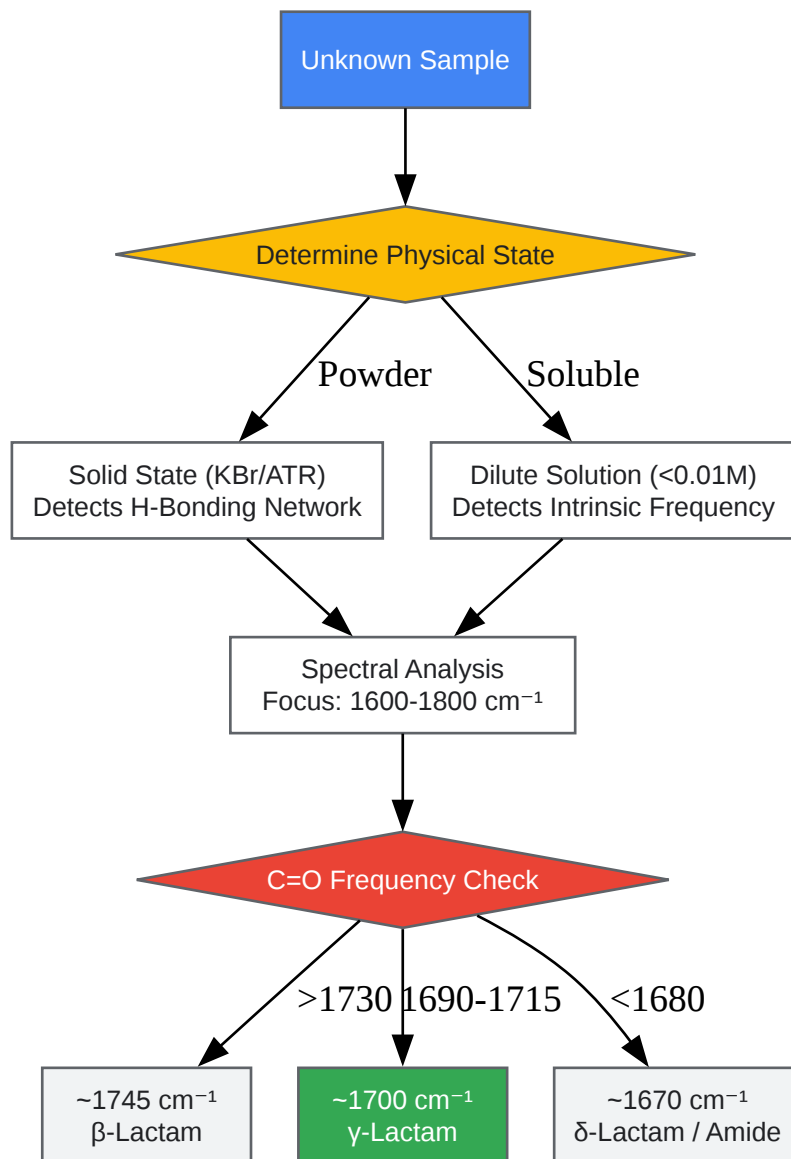 Unknown Sample
Determine Physical State
Powder
Soluble
Solid State (KBr/ATR)
Detects H-Bonding Network
Dilute Solution (<0.01M)
Detects Intrinsic Frequency
Spectral Analysis
Focus: 1600-1800 cm⁻¹
C=O Frequency Check
>1730
1690-1715
<1680
~1745 cm⁻¹
β-Lactam
~1700 cm⁻¹
γ-Lactam
~1670 cm⁻¹
δ-Lactam / Amide